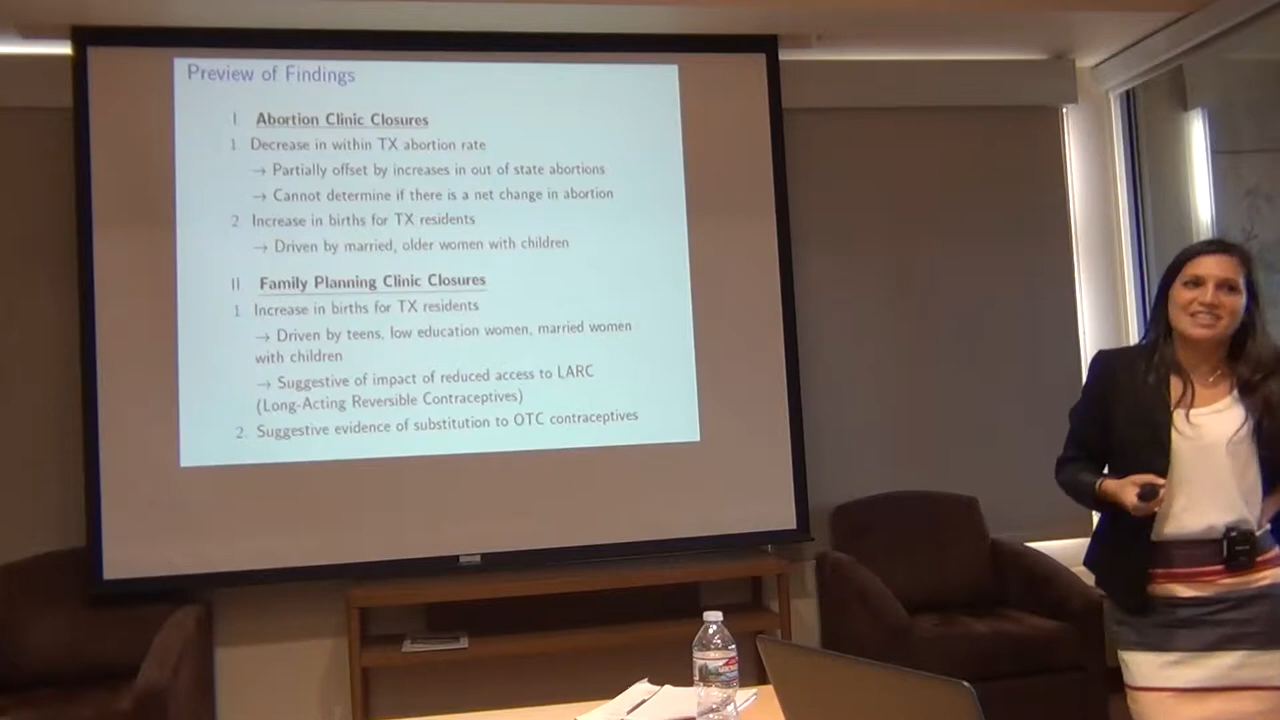 Preview of Findings
I Abortion Clinic Closures
1. Decrease in within TX abortion rate
→ Partially offset by increases in out of state abortions
→ Cannot determine if there is a net change in abortion
2. Increase in births for TX residents
→ Driven by married, older women with children
II Family Planning Clinic Closures
1. Increase in births for TX residents
→ Driven by teens, low education women, married women
with children
→ Suggestive of impact of reduced access to LARC
(Long-Acting Reversible Contraceptives)
2. Suggestive evidence of substitution to OTC contraceptives